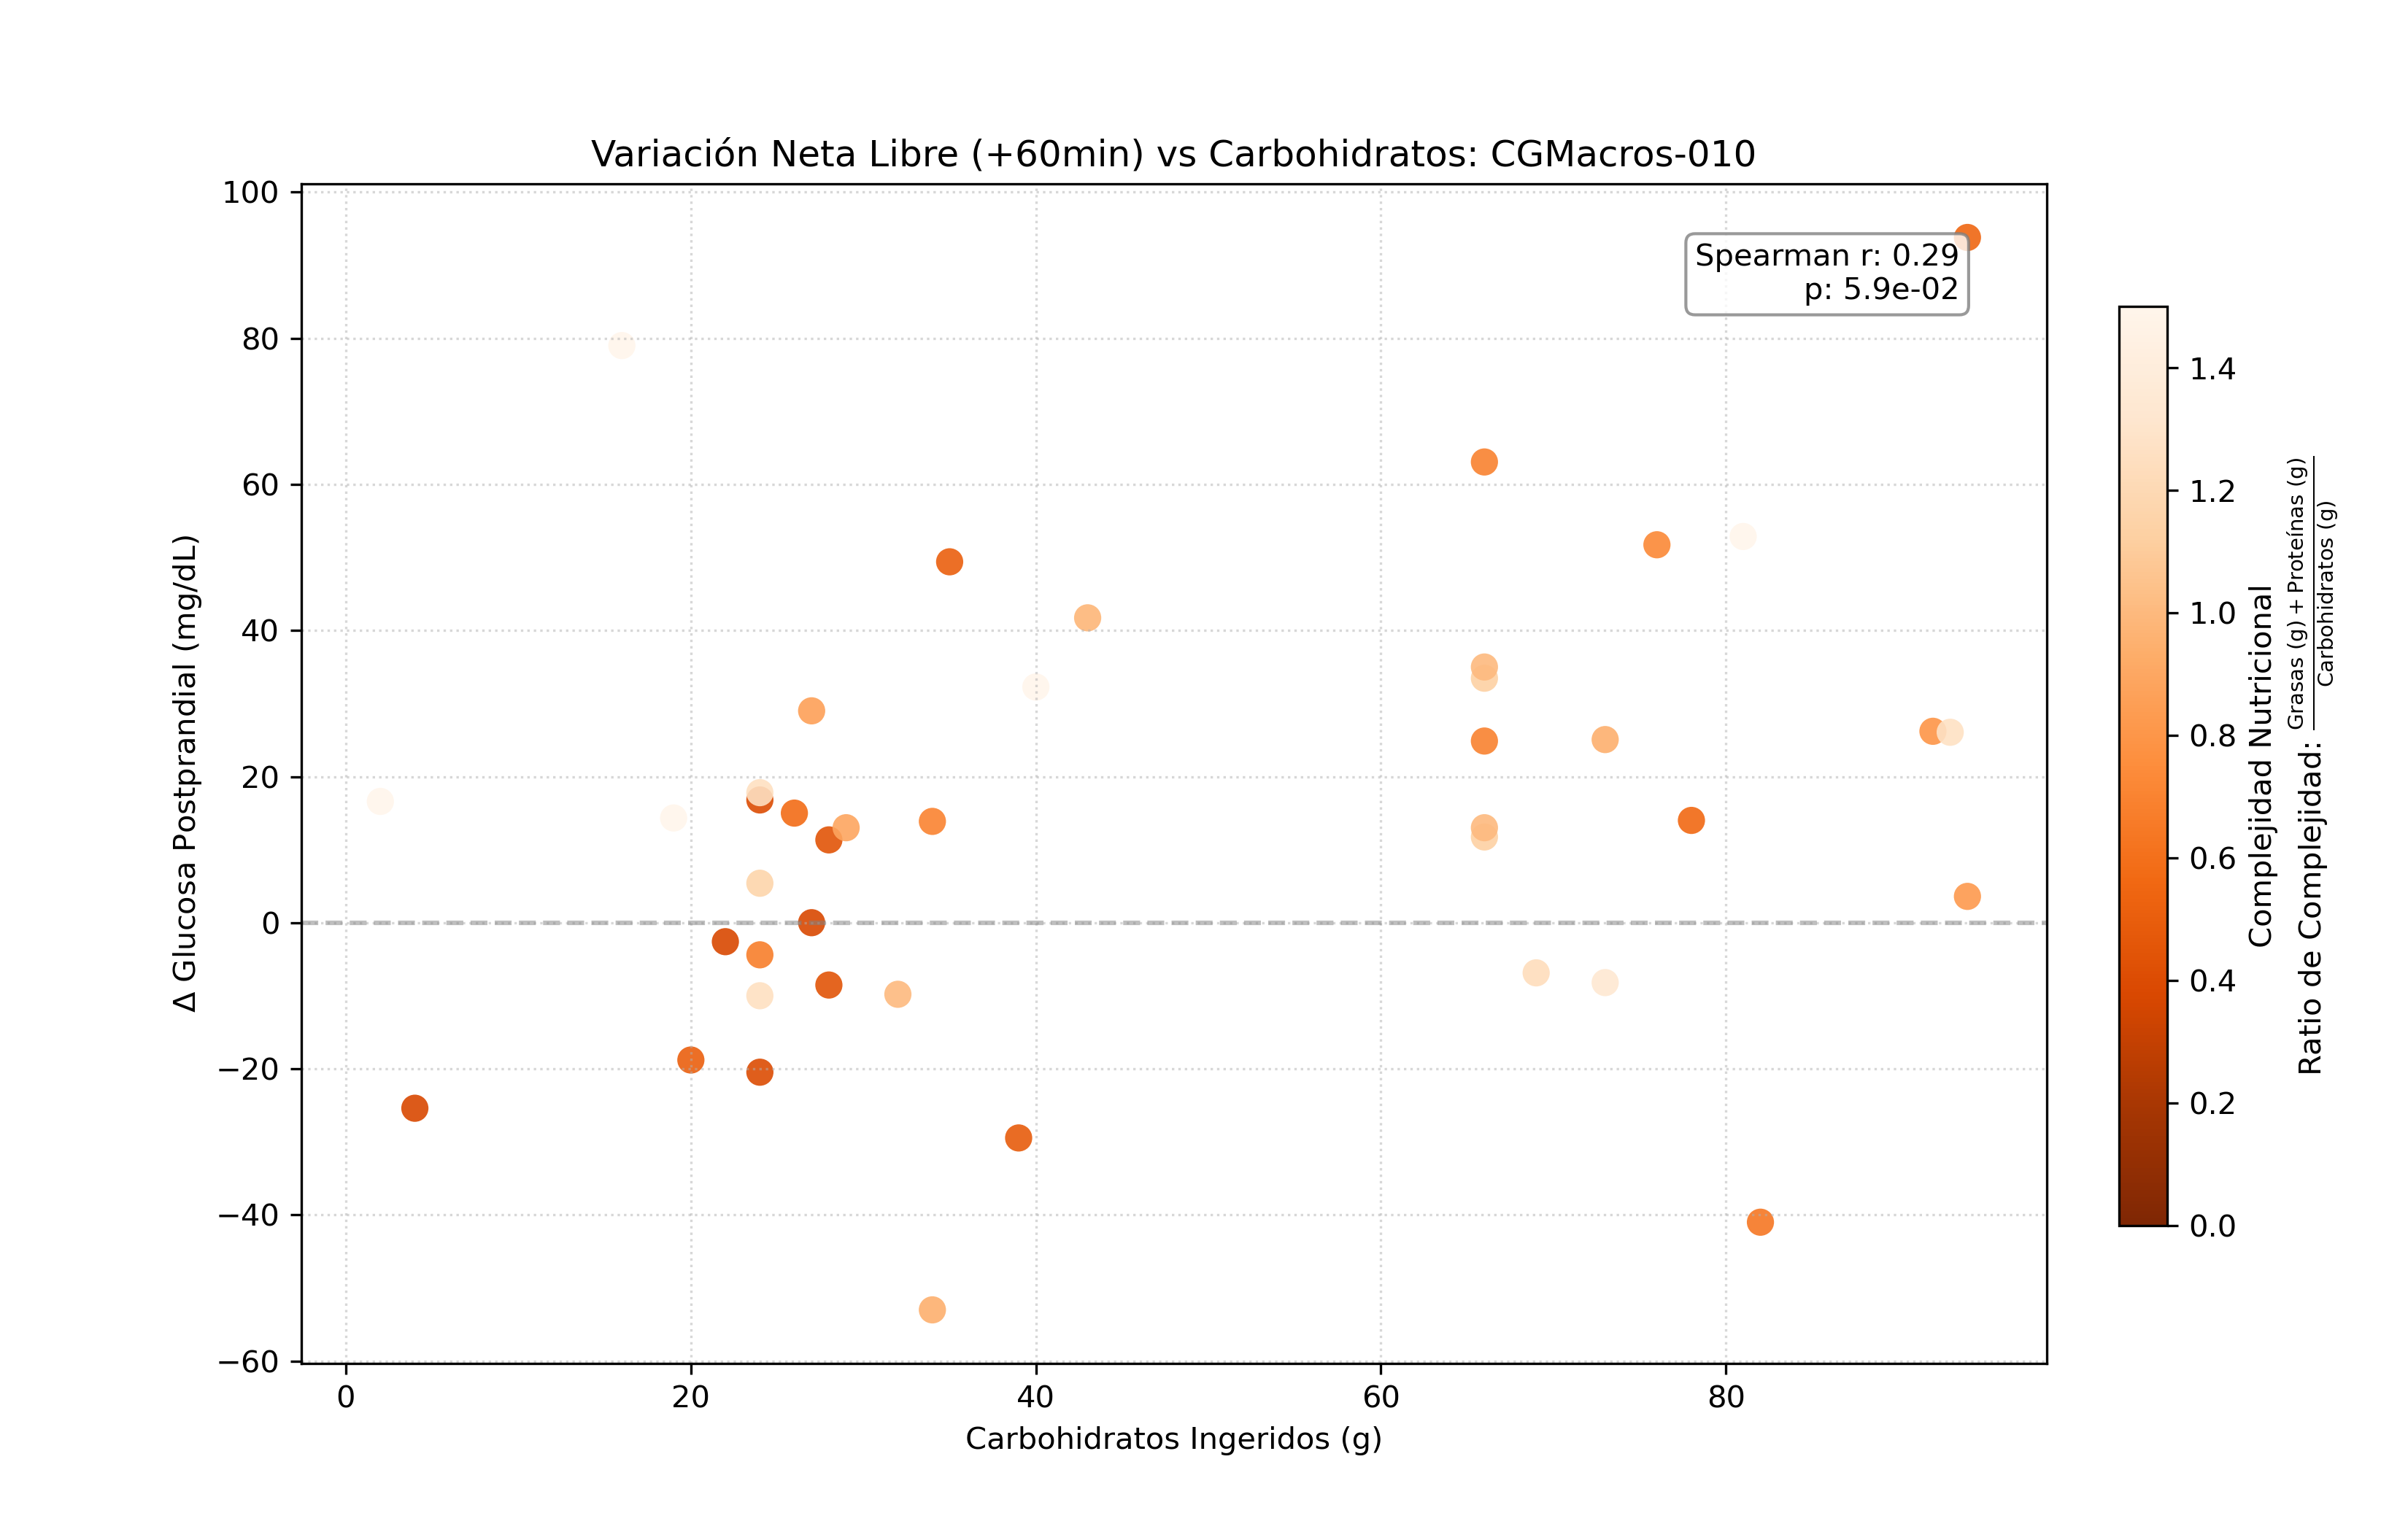 Variación Neta Libre (+60min) vs Carbohidratos: CGMacros-010
100
80
60
40
20
0
−20
−40
−60
Δ Glucosa Postprandial (mg/dL)
Spearman r: 0.29
p: 5.9e-02
0
20
40
60
80
Carbohidratos Ingeridos (g)
1.4
1.2
1.0
0.8
0.6
0.4
0.2
0.0
Complejidad Nutricional
Ratio de Complejidad: Grasas (g) + Proteínas (g)
Carbohidratos (g)